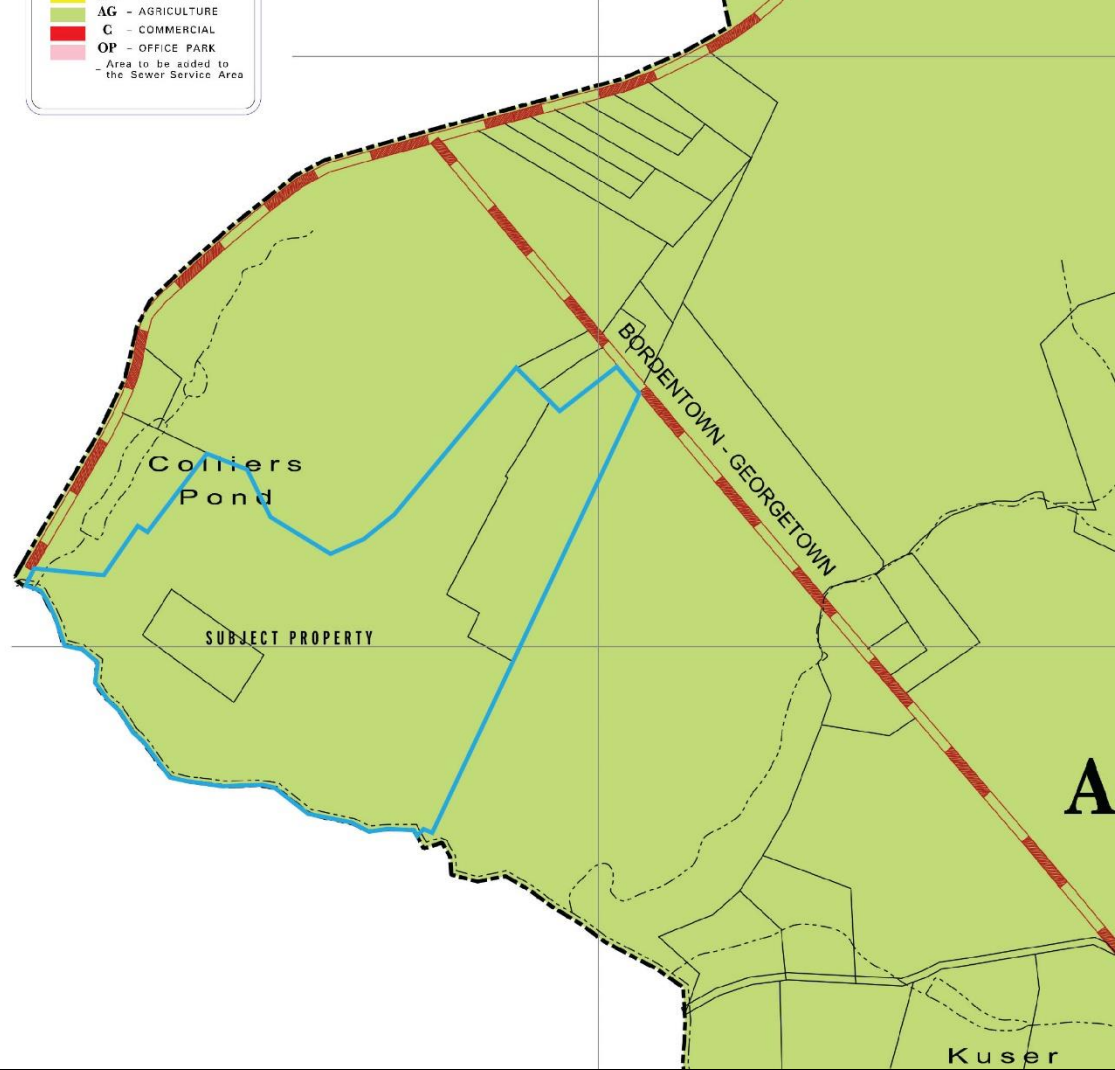 AG - AGRICULTURE
C - COMMERCIAL
OP - OFFICE PARK
- Area to be added to
the Sewer Service Area
BORDENTOWN - GEORGETOWN
Colliers
Pond
SUBJECT PROPERTY
A
Kuser